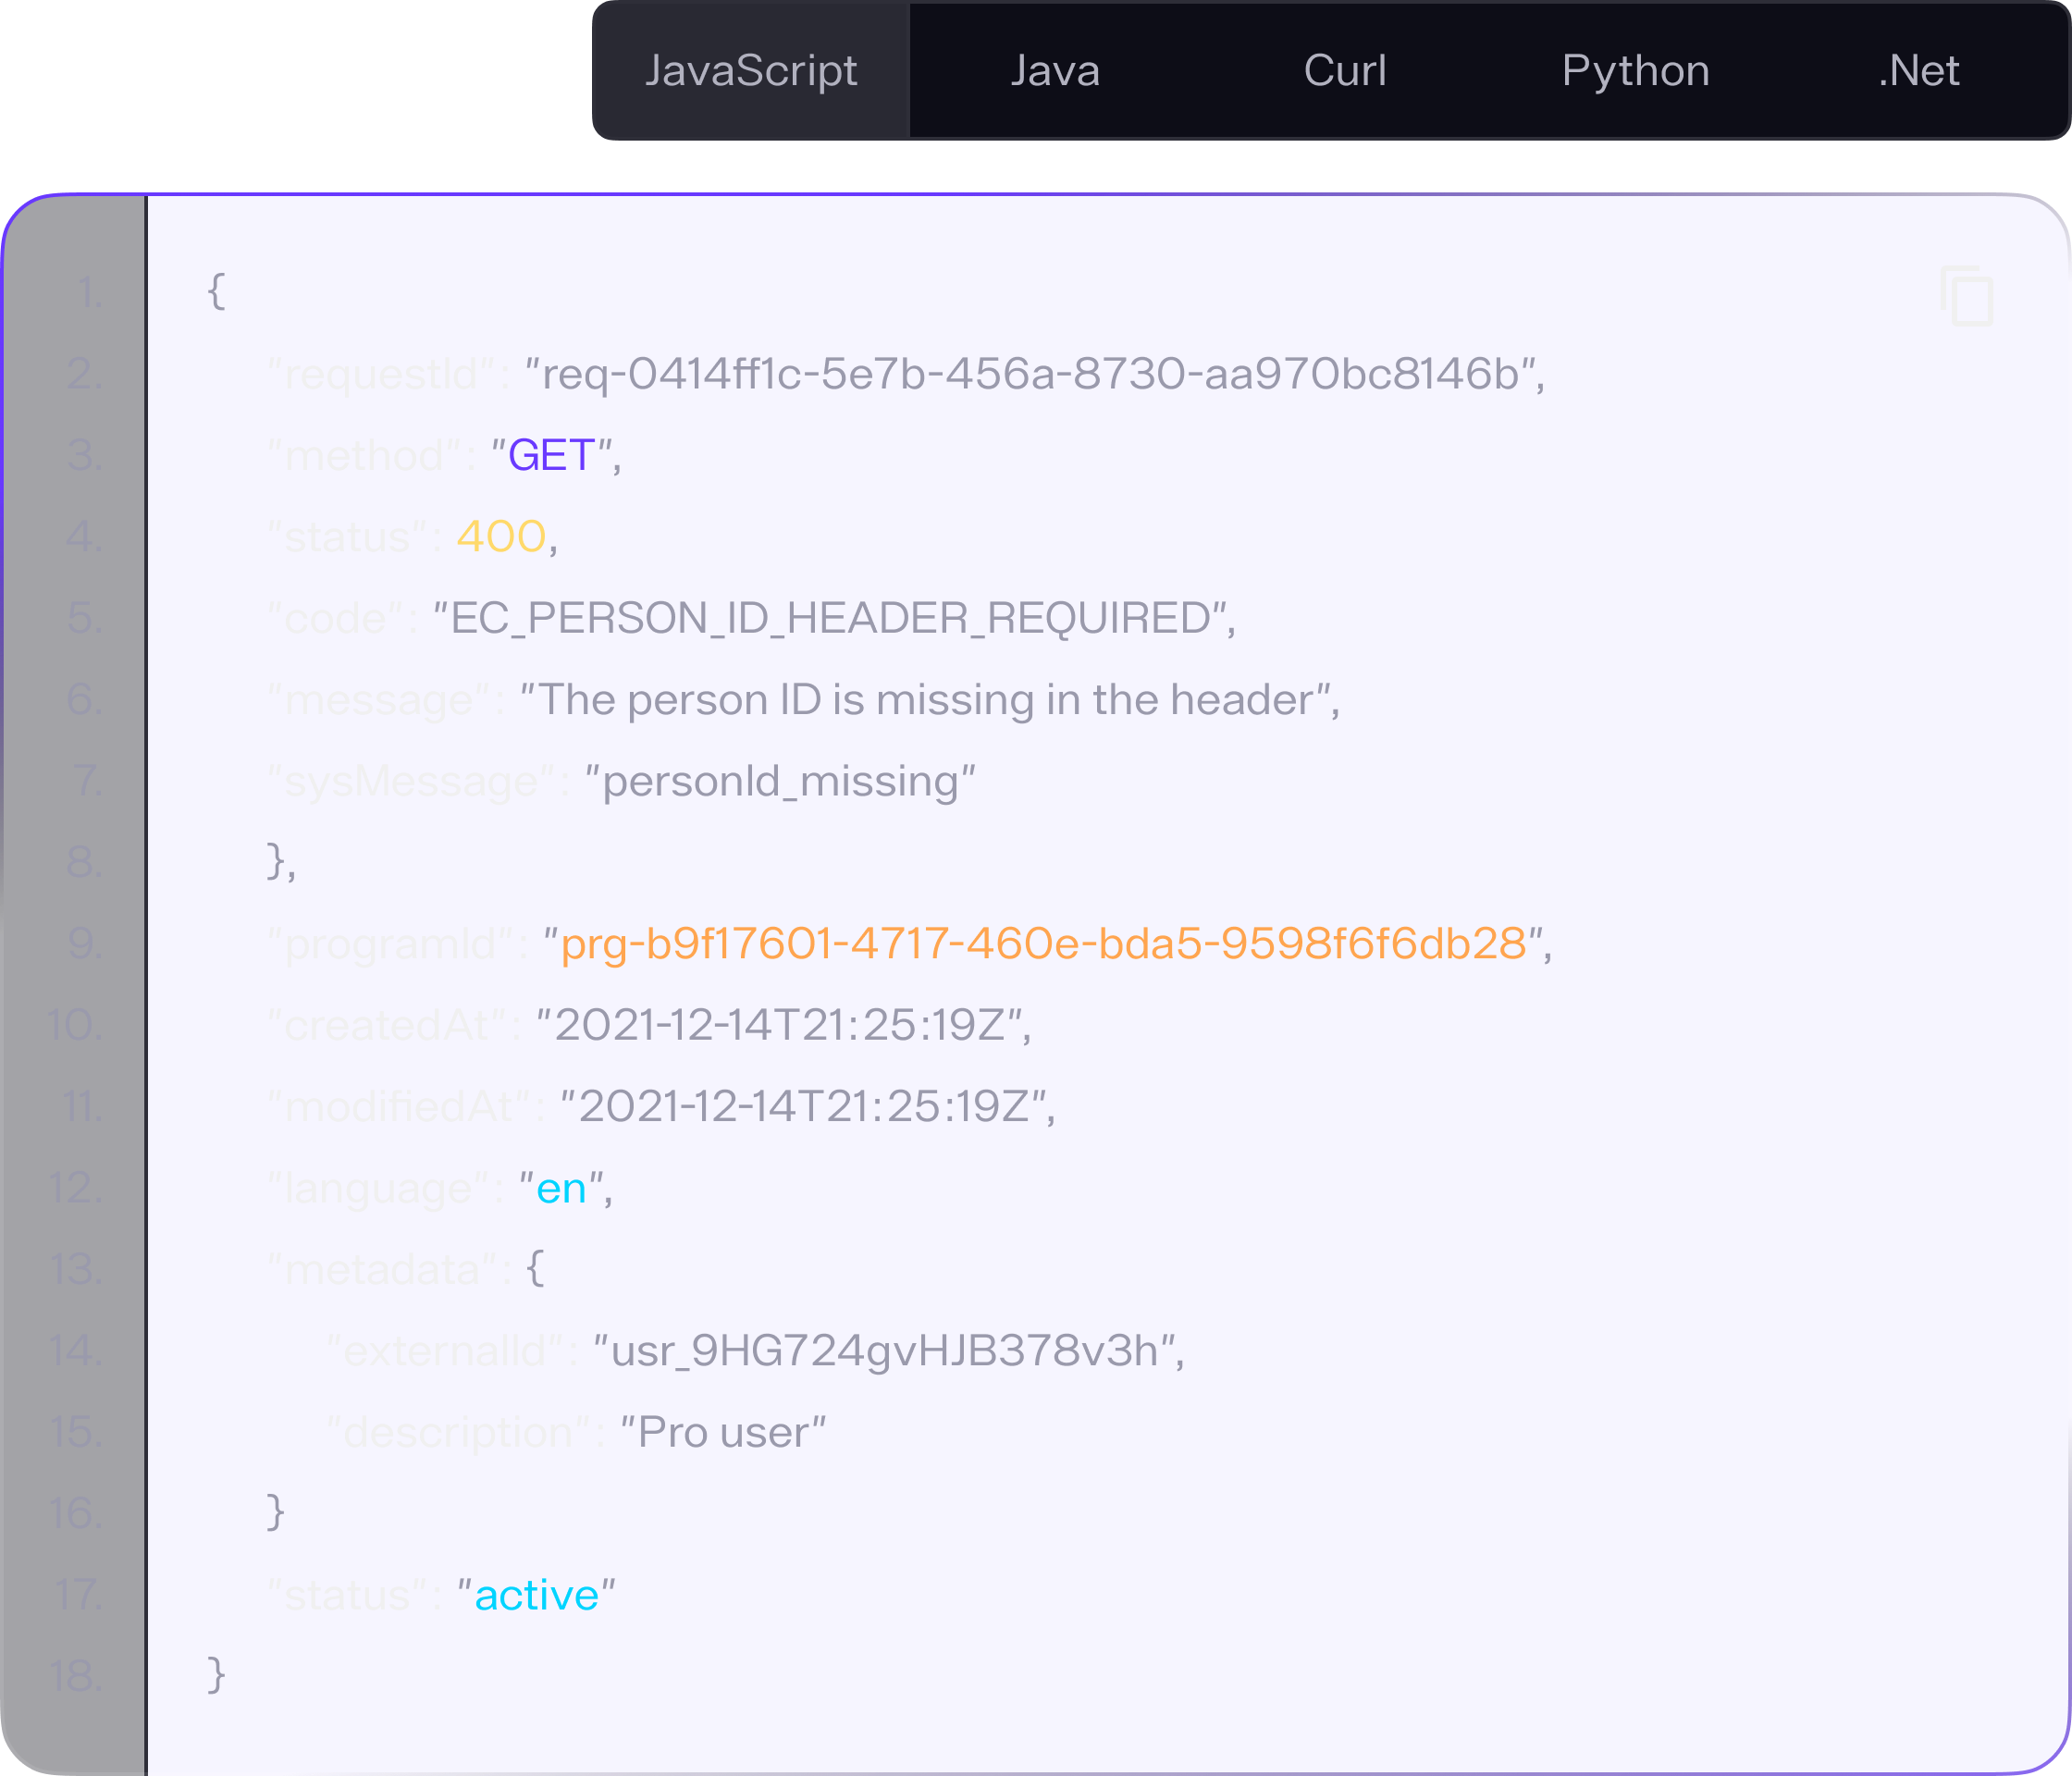 JavaScript Java Curl Python .Net
1. {
2. "requestId": "req-0414ff1c-5e7b-456a-8730-aa970bc8146b",
3. "method": "GET",
4. "status": 400,
5. "code": "EC_PERSON_ID_HEADER_REQUIRED",
6. "message": "The person ID is missing in the header",
7. "sysMessage": "personId_missing"
8. },
9. "programId": "prg-b9f17601-4717-460e-bda5-9598f6f6db28",
10. "createdAt": "2021-12-14T21:25:19Z",
11. "modifiedAt": "2021-12-14T21:25:19Z",
12. "language": "en",
13. "metadata": {
14. "externalId": "usr_9HG724gvHJB378v3h",
15. "description": "Pro user"
16. }
17. "status": "active"
18. }